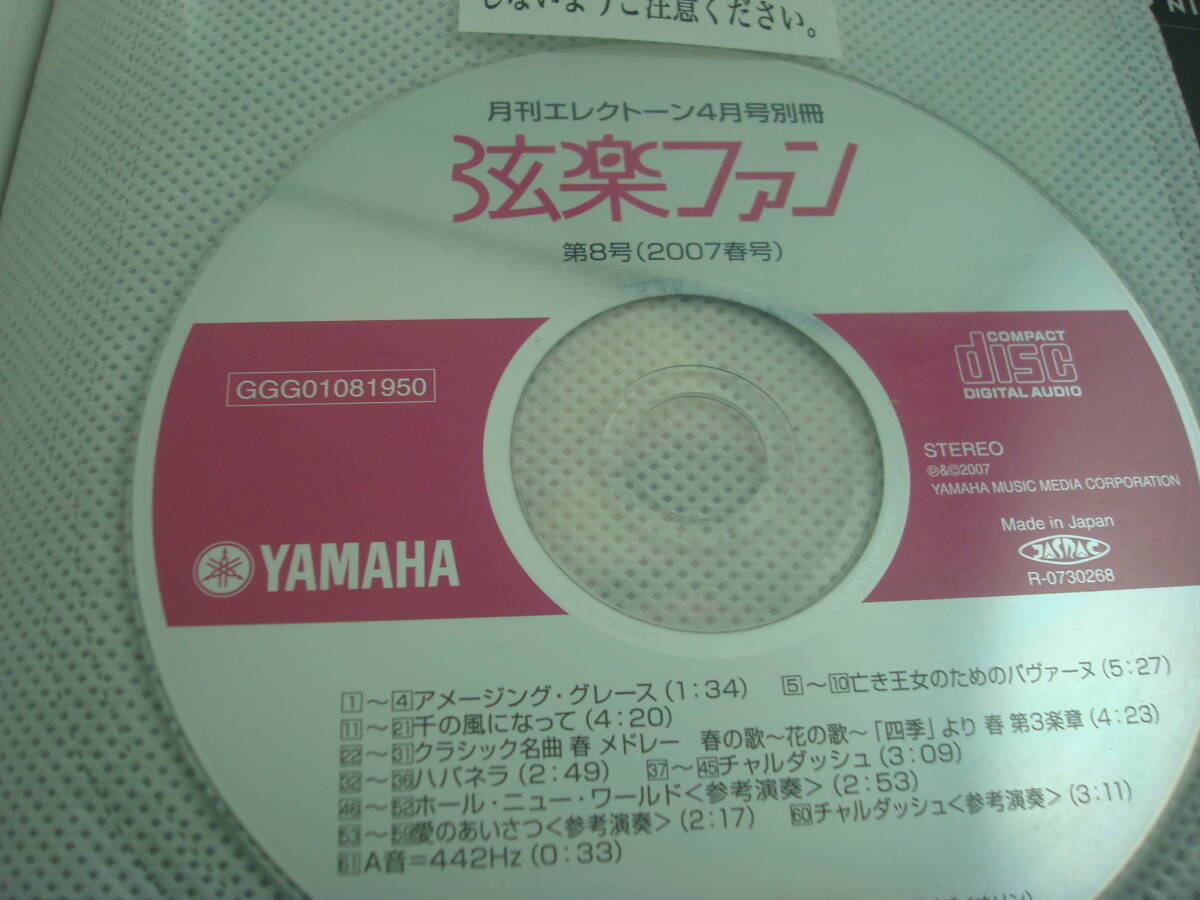 しないようご注意ください。
月刊エレクトーン4月号別冊
弦楽ファン
第8号(2007春号)
GGG01081950
COMPACT
disc
DIGITAL AUDIO
STEREO
℗&©2007
YAMAHA MUSIC MEDIA CORPORATION
Made in Japan
JASRAC
R-0730268
YAMAHA
1～4アメージング・グレース(1:34) 5～10亡き王女のためのパヴァーヌ(5:27)
11～21千の風になって(4:20)
22～31クラシック名曲 春 メドレー 春の歌～花の歌～「四季」より 春 第3楽章(4:23)
32～36ハバネラ(2:49) 37～45チャルダッシュ(3:09)
46～52ホール・ニュー・ワールド<参考演奏>(2:53)
53～59愛のあいさつ<参考演奏>(2:17) 60チャルダッシュ<参考演奏>(3:11)
61A音=442Hz(0:33)